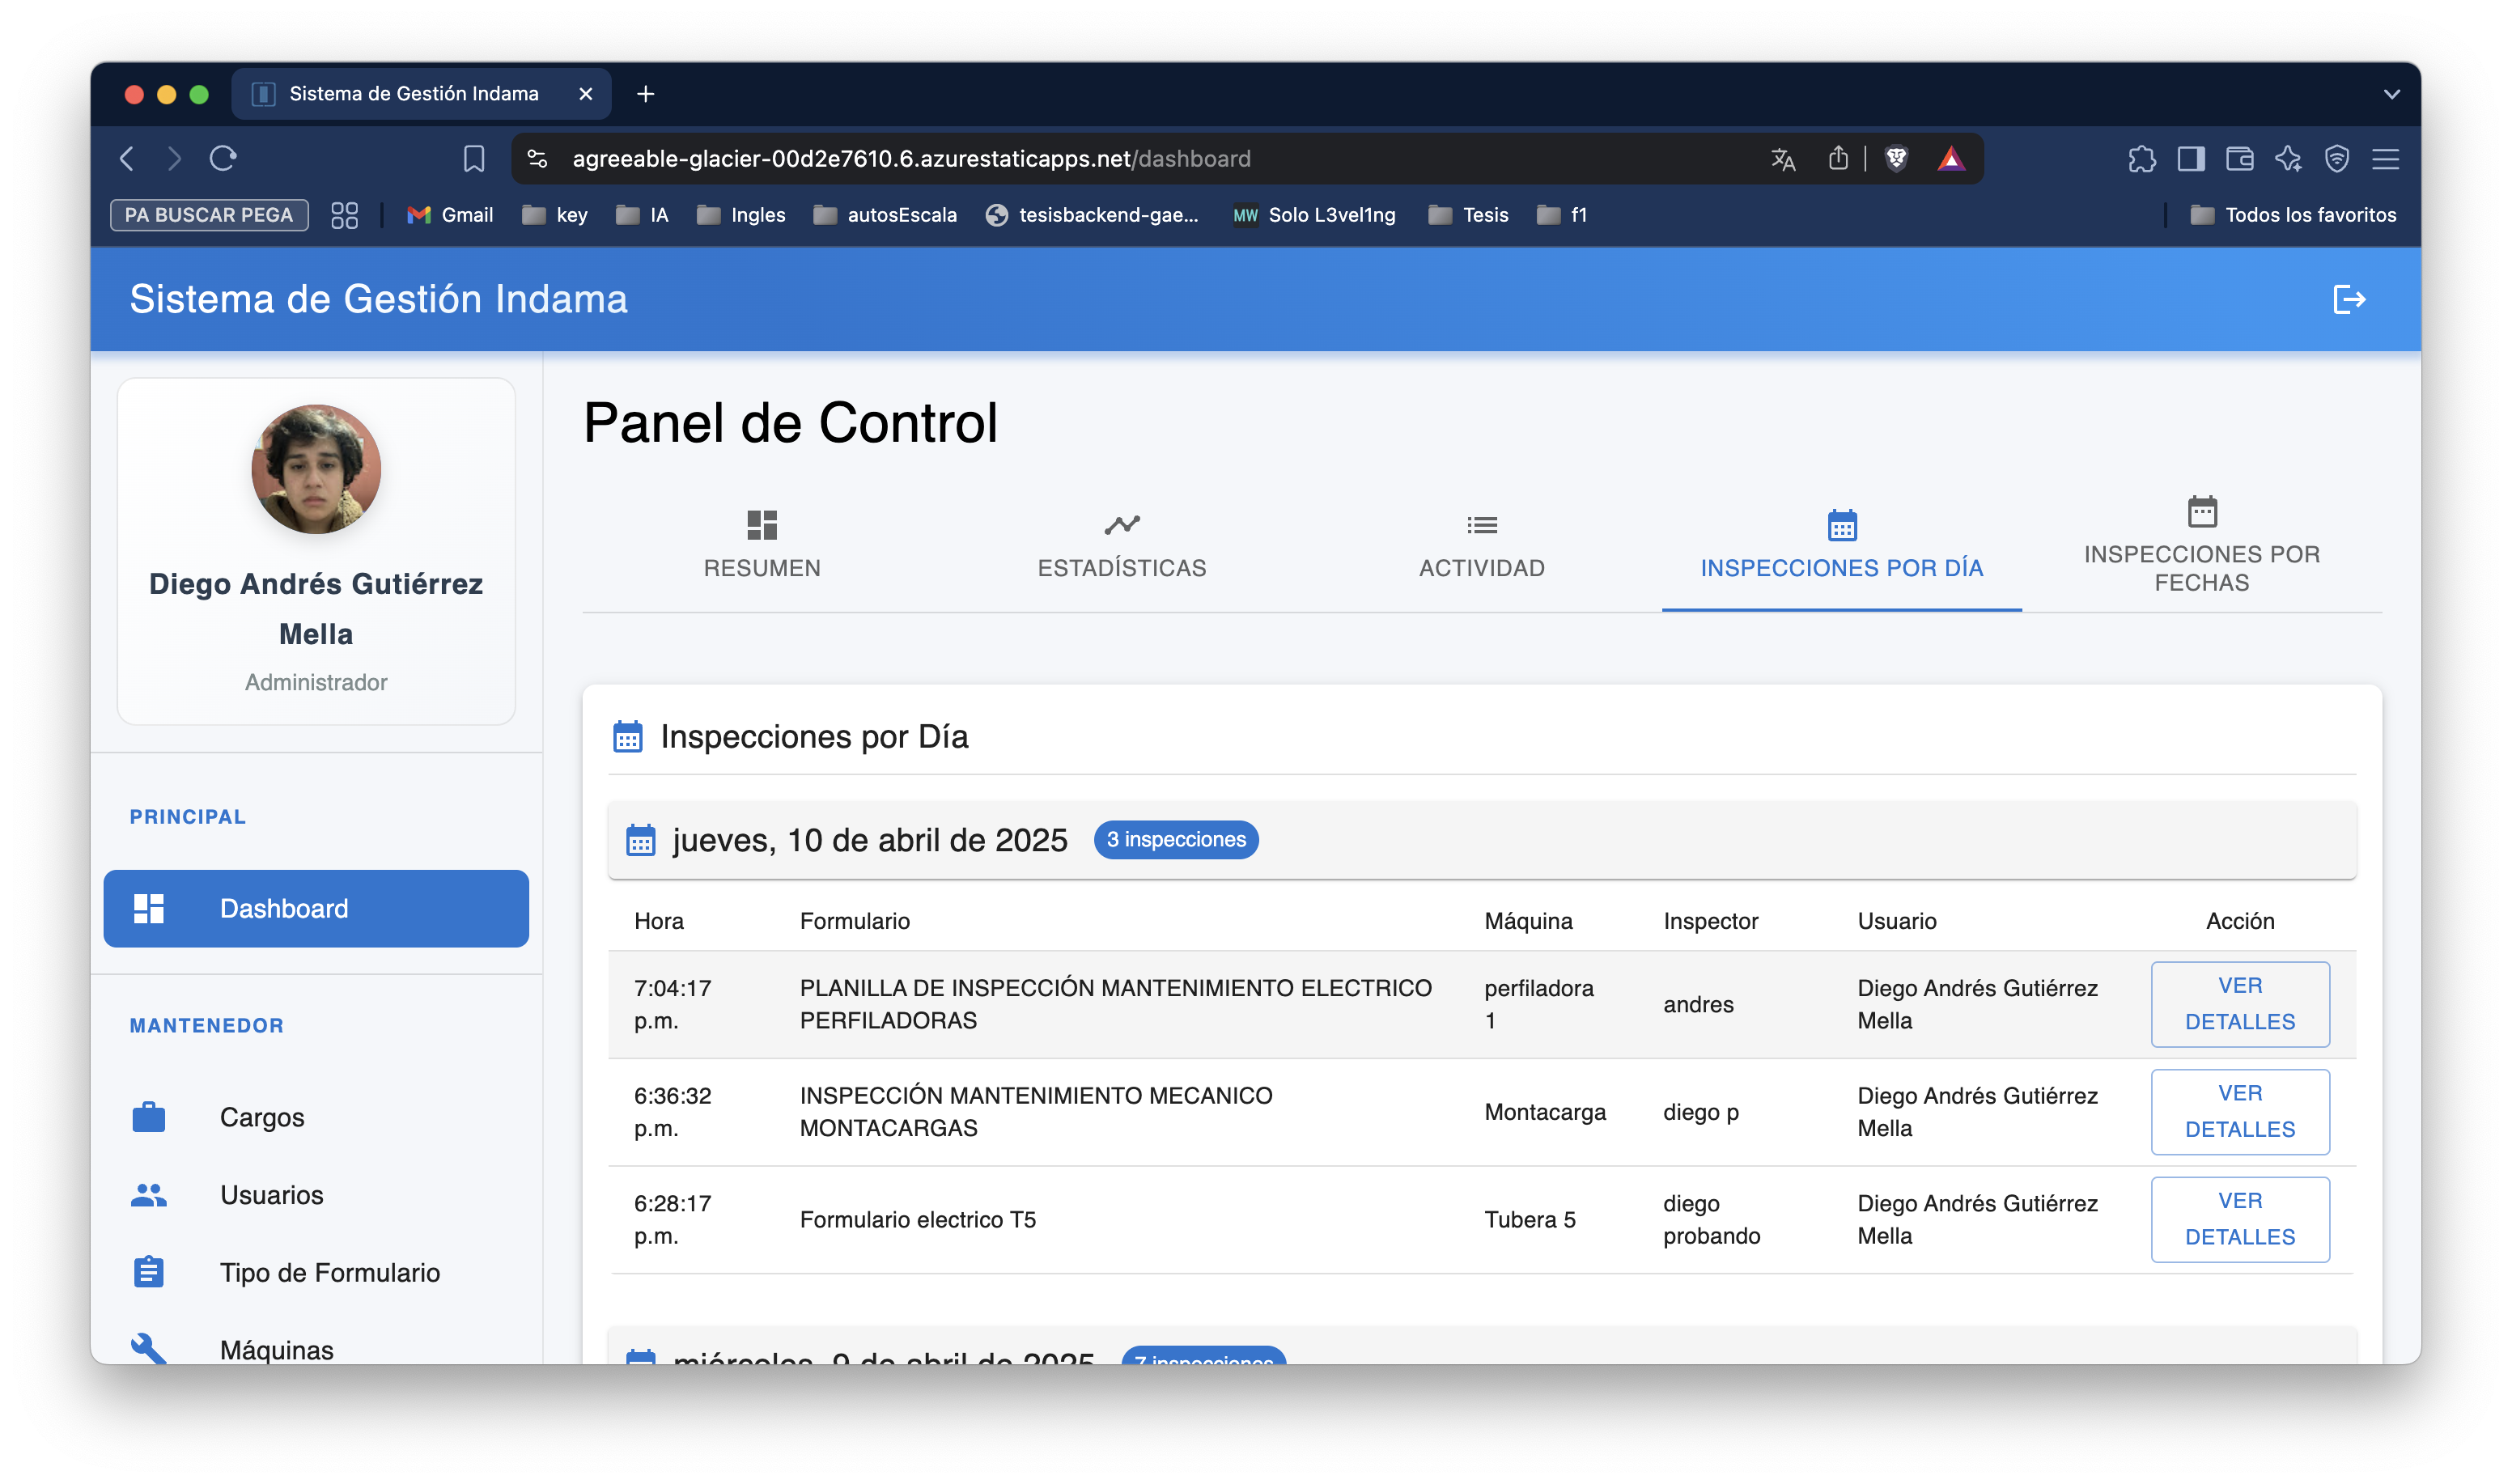 Sistema de Gestión Indama
agreeable-glacier-00d2e7610.6.azurestaticapps.net/dashboard
PA BUSCAR PEGA
Gmail
key
IA
Ingles
autosEscala
tesisbackend-gae...
MW Solo L3vel1ng
Tesis
f1
Todos los favoritos
Sistema de Gestión Indama
Diego Andrés Gutiérrez
Mella
Administrador
PRINCIPAL
Dashboard
MANTENEDOR
Cargos
Usuarios
Tipo de Formulario
Máquinas
Panel de Control
RESUMEN
ESTADÍSTICAS
ACTIVIDAD
INSPECCIONES POR DÍA
INSPECCIONES POR
FECHAS
Inspecciones por Día
jueves, 10 de abril de 2025 3 inspecciones
Hora Formulario Máquina Inspector Usuario Acción
7:04:17
p.m.
PLANILLA DE INSPECCIÓN MANTENIMIENTO ELECTRICO
PERFILADORAS
perfiladora
1
andres
Diego Andrés Gutiérrez
Mella
VER
DETALLES
6:36:32
p.m.
INSPECCIÓN MANTENIMIENTO MECANICO
MONTACARGAS
Montacarga
diego p
Diego Andrés Gutiérrez
Mella
VER
DETALLES
6:28:17
p.m.
Formulario electrico T5
Tubera 5
diego
probando
Diego Andrés Gutiérrez
Mella
VER
DETALLES
miércoles, 9 de abril de 2025 7 inspecciones